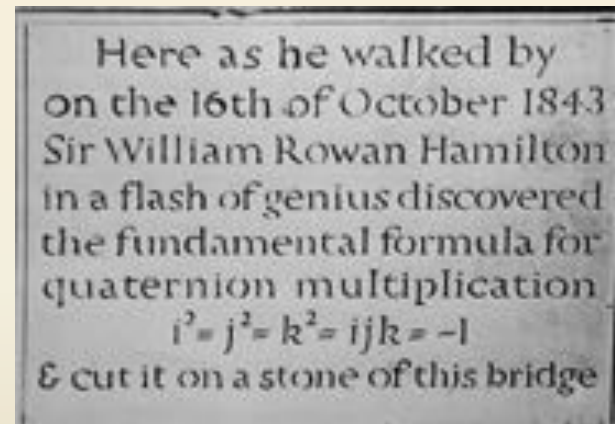 Here as he walked by
on the 16th of October 1843
Sir William Rowan Hamilton
in a flash of genius discovered
the fundamental formula for
quaternion multiplication
i² = j² = k² = ijk = −1
& cut it on a stone of this bridge